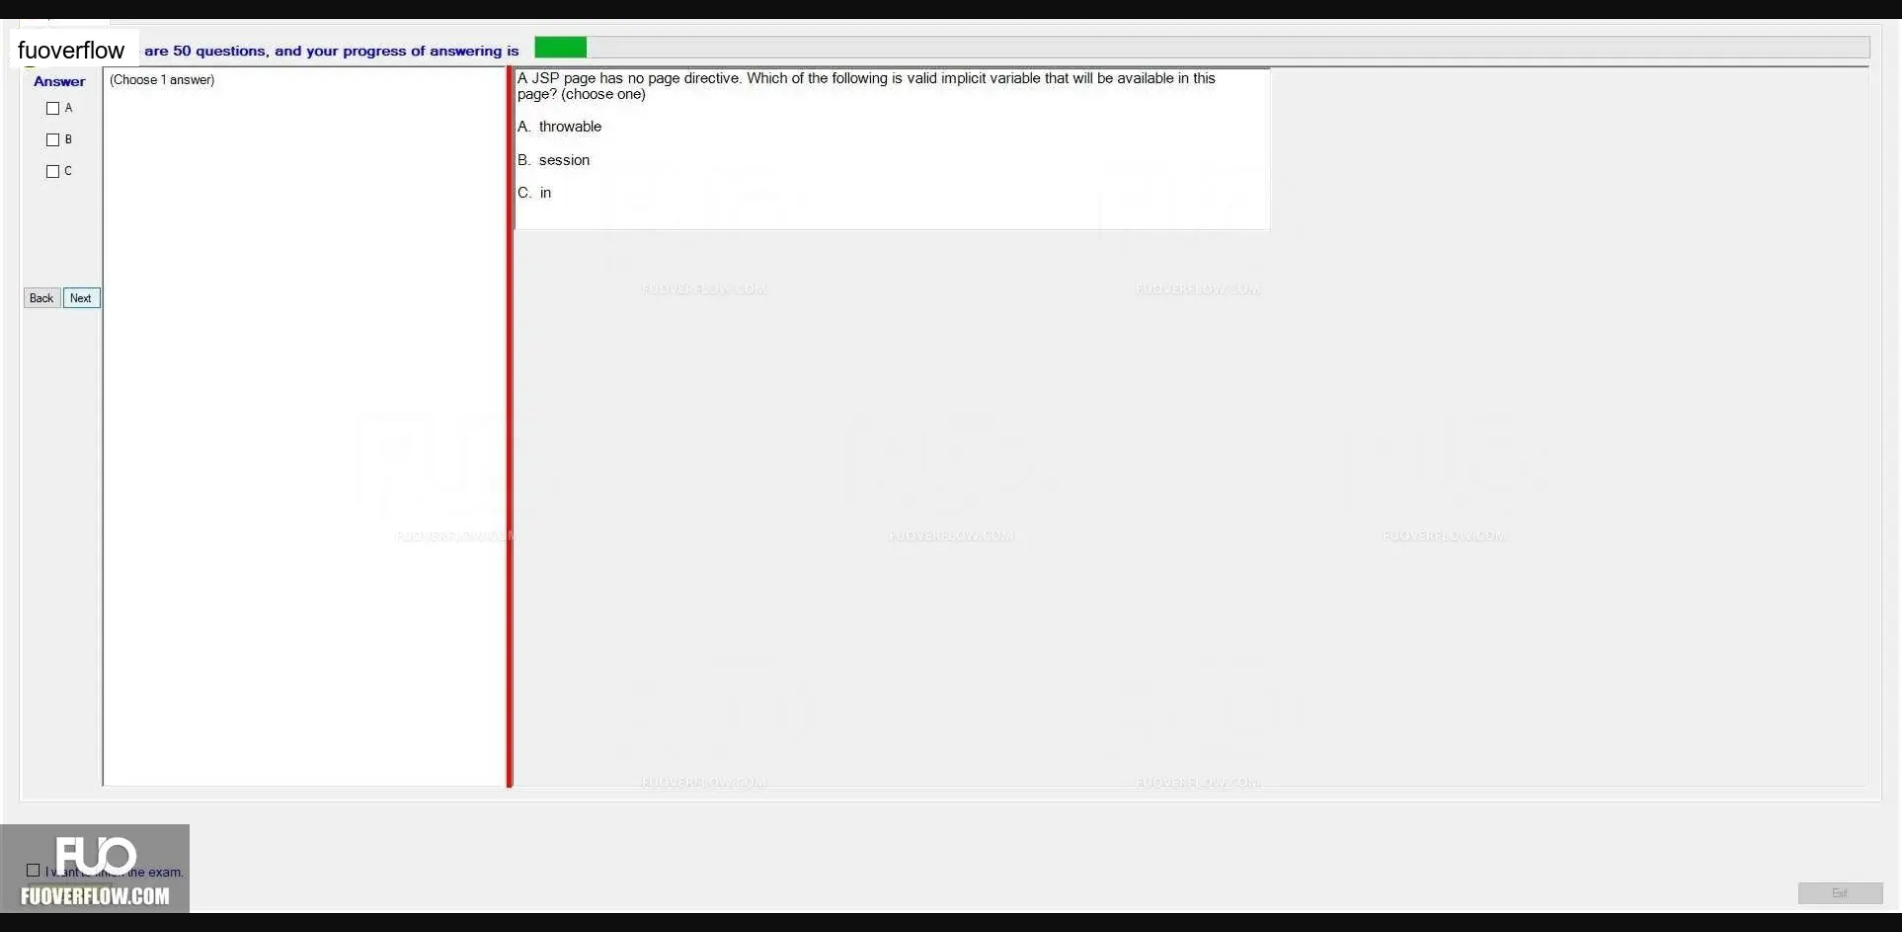 fuoverflow are 50 questions, and your progress of answering is
Answer
(Choose 1 answer)
A
B
C
Back Next
A JSP page has no page directive. Which of the following is valid implicit variable that will be available in this
page? (choose one)
A. throwable
B. session
C. in
FUOVERFLOW.COM FUOVERFLOW.COM
FUOVERFLOW.COM FUOVERFLOW.COM FUOVERFLOW.COM
FUOVERFLOW.COM FUOVERFLOW.COM
FUO
I want to finish the exam.
FUOVERFLOW.COM
Exit